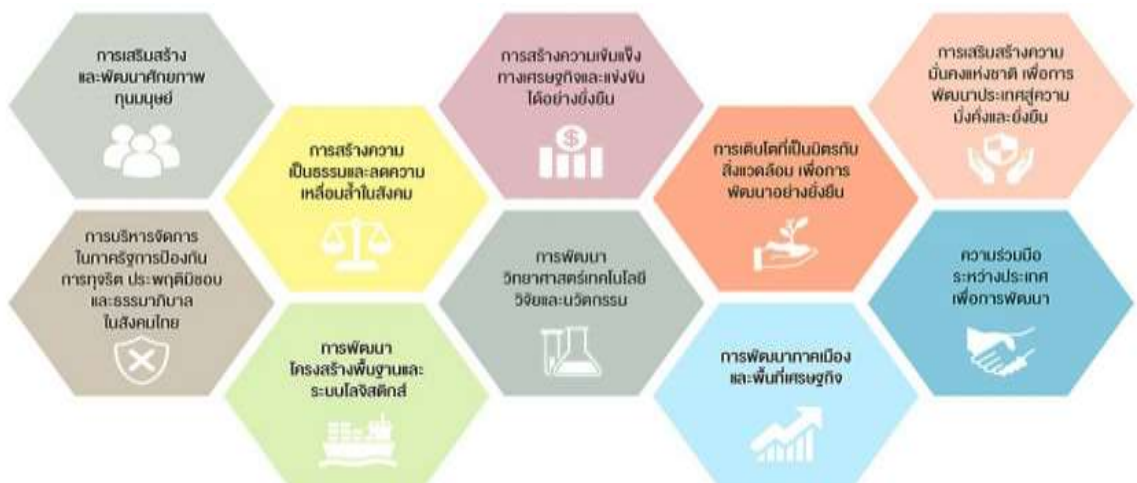 การเสริมสร้าง
และพัฒนาศักยภาพ
ทุนมนุษย์
การสร้างความ
เป็นธรรมและลดความ
เหลื่อมล้ำในสังคม
การสร้างความเข้มแข็ง
ทางเศรษฐกิจและแข่งขัน
ได้อย่างยั่งยืน
การเติบโตที่เป็นมิตรกับ
สิ่งแวดล้อม เพื่อการ
พัฒนาอย่างยั่งยืน
การเสริมสร้างความ
มั่นคงแห่งชาติ เพื่อการ
พัฒนาประเทศสู่ความ
มั่งคั่งและยั่งยืน
การบริหารจัดการ
ในภาครัฐการป้องกัน
การทุจริต ประพฤติมิชอบ
และธรรมาภิบาล
ในสังคมไทย
การพัฒนา
โครงสร้างพื้นฐานและ
ระบบโลจิสติกส์
การพัฒนา
วิทยาศาสตร์เทคโนโลยี
วิจัยและนวัตกรรม
การพัฒนาภาคเมือง
และพื้นที่เศรษฐกิจ
ความร่วมมือ
ระหว่างประเทศ
เพื่อการพัฒนา